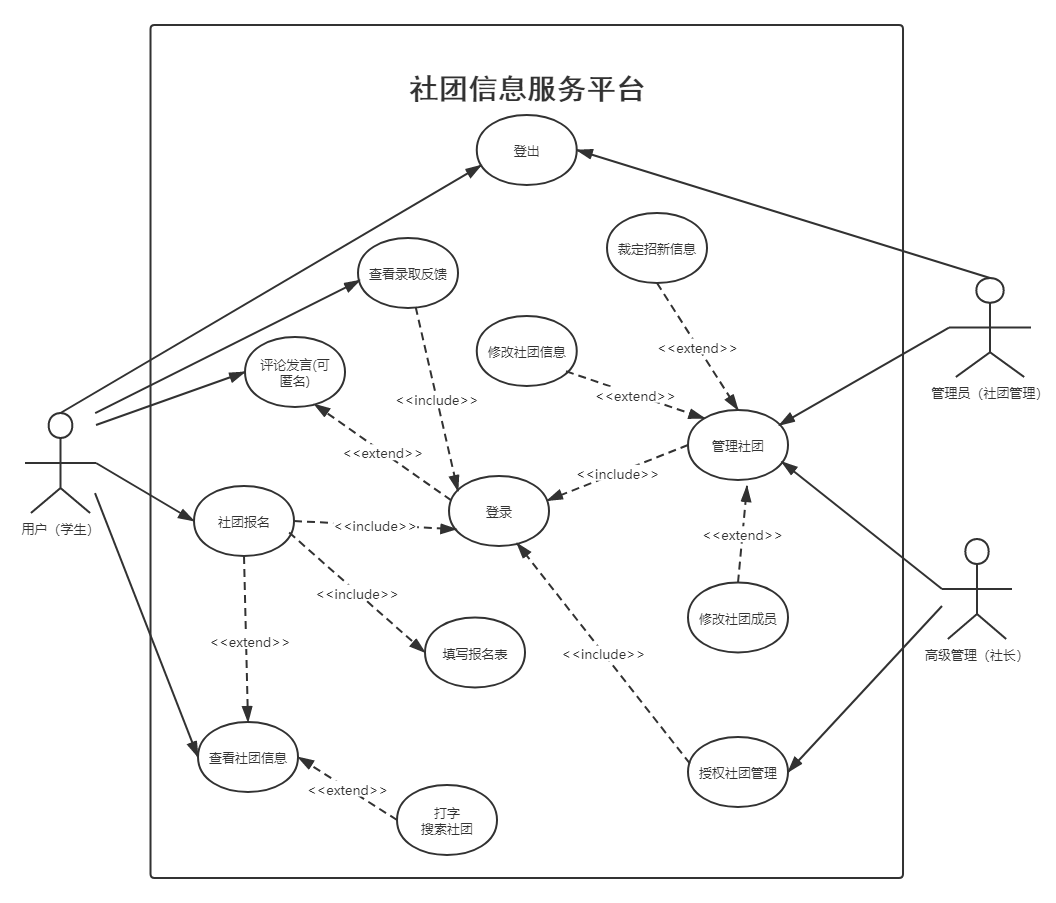 社团信息服务平台
登出
裁定招新信息
查看录取反馈
修改社团信息
<<extend>>
评论发言(可
匿名)
<<extend>>
<<include>>
管理员（社团管理）
管理社团
<<extend>>
<<include>>
登录
用户（学生）
社团报名
<<include>>
<<extend>>
<<include>>
修改社团成员
<<extend>>
填写报名表
<<include>>
高级管理（社长）
查看社团信息
授权社团管理
<<extend>>
打字
搜索社团